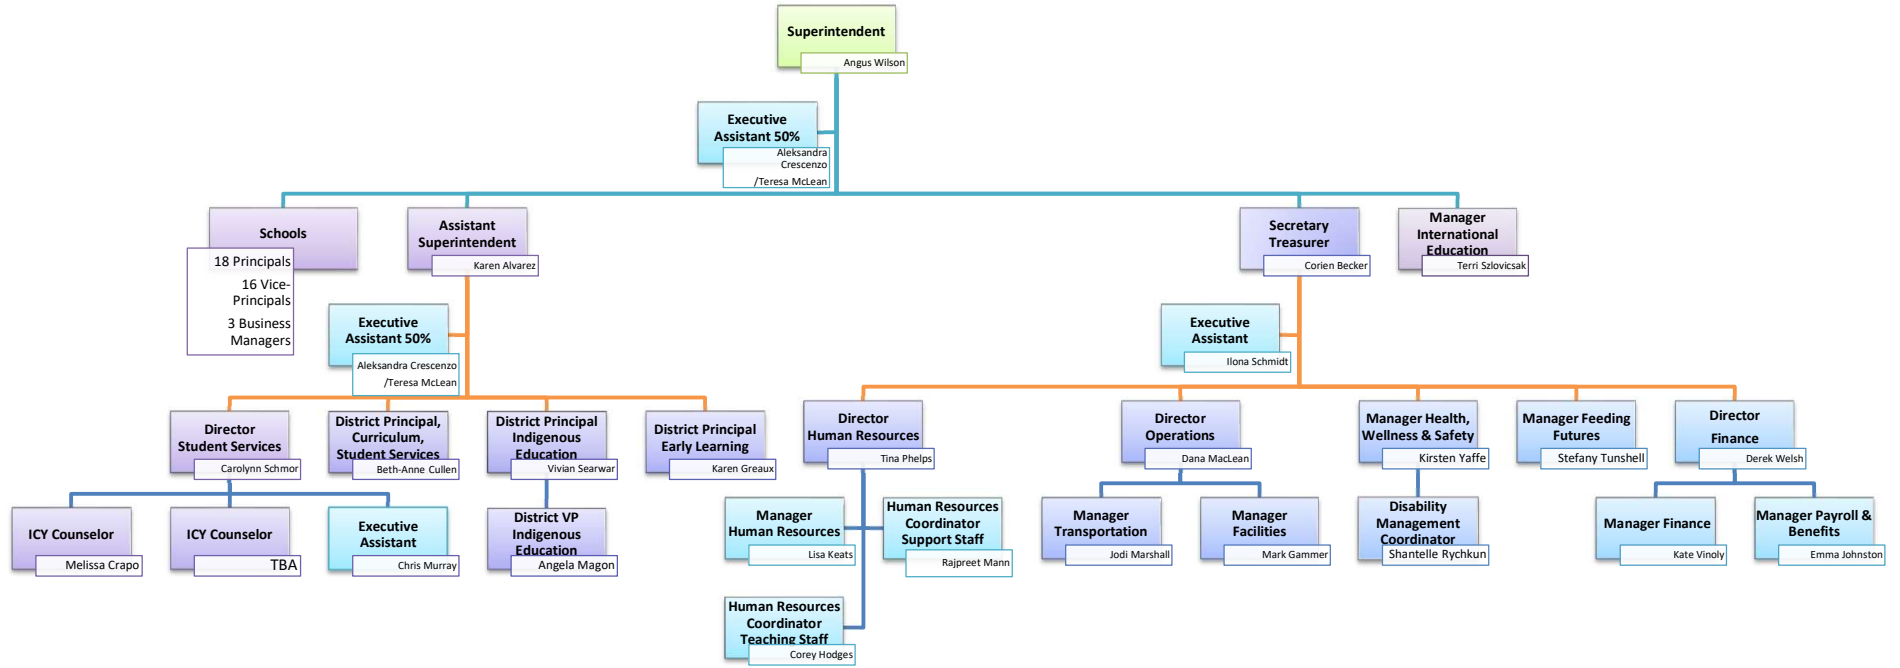 Superintendent
Angus Wilson
Executive
Assistant 50%
Aleksandra
Crescenzo
/Teresa McLean
Schools
18 Principals
16 Vice-
Principals
3 Business
Managers
Assistant
Superintendent
Karen Alvarez
Secretary
Treasurer
Corien Becker
Manager
International
Education
Terri Szlovicsak
Executive
Assistant 50%
Aleksandra Crescenzo
/Teresa McLean
Executive
Assistant
Ilona Schmidt
Director
Student Services
Carolynn Schmor
District Principal,
Curriculum,
Student Services
Beth-Anne Cullen
District Principal
Indigenous
Education
Vivian Searwar
District Principal
Early Learning
Karen Greaux
Director
Human Resources
Tina Phelps
Director
Operations
Dana MacLean
Manager Health,
Wellness & Safety
Kirsten Yaffe
Manager Feeding
Futures
Stefany Tunshell
Director
Finance
Derek Welsh
ICY Counselor
Melissa Crapo
ICY Counselor
TBA
Executive
Assistant
Chris Murray
District VP
Indigenous
Education
Angela Magon
Manager
Human Resources
Lisa Keats
Human Resources
Coordinator
Support Staff
Rajpreet Mann
Manager
Transportation
Jodi Marshall
Manager
Facilities
Mark Gammer
Disability
Management
Coordinator
Shantelle Rychkun
Manager Finance
Kate Vinoly
Manager Payroll &
Benefits
Emma Johnston
Human Resources
Coordinator
Teaching Staff
Corey Hodges